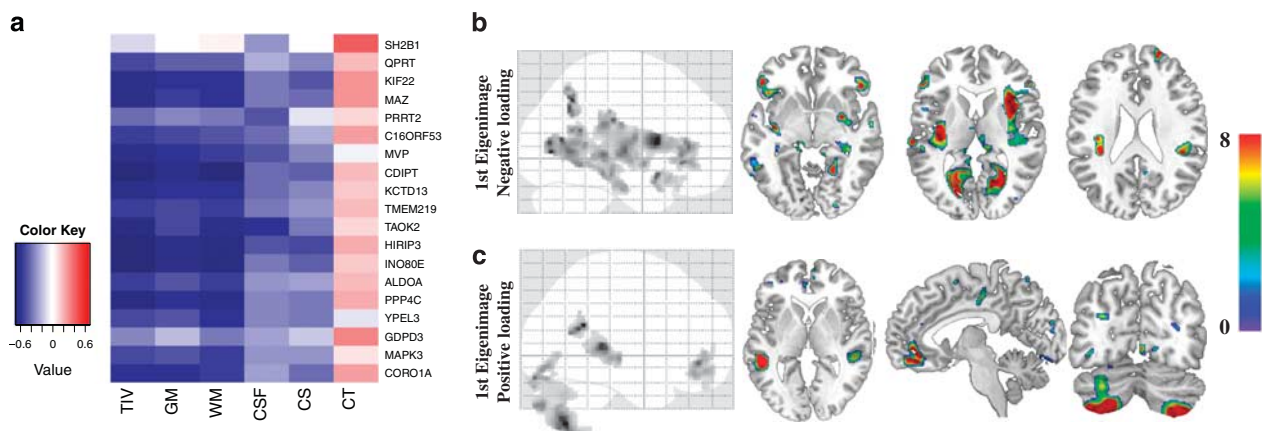 a
SH2B1
QPRT
KIF22
MAZ
PRRT2
C16ORF53
MVP
CDIPT
KCTD13
TMEM219
TAOK2
HIRIP3
INO80E
ALDOA
PPP4C
YPEL3
GDPD3
MAPK3
CORO1A
TIV GM WM CSF CS CT
Color Key
−0.6 0 0.6
Value
b
1st Eigenimage
Negative loading
c
1st Eigenimage
Positive loading
8
0